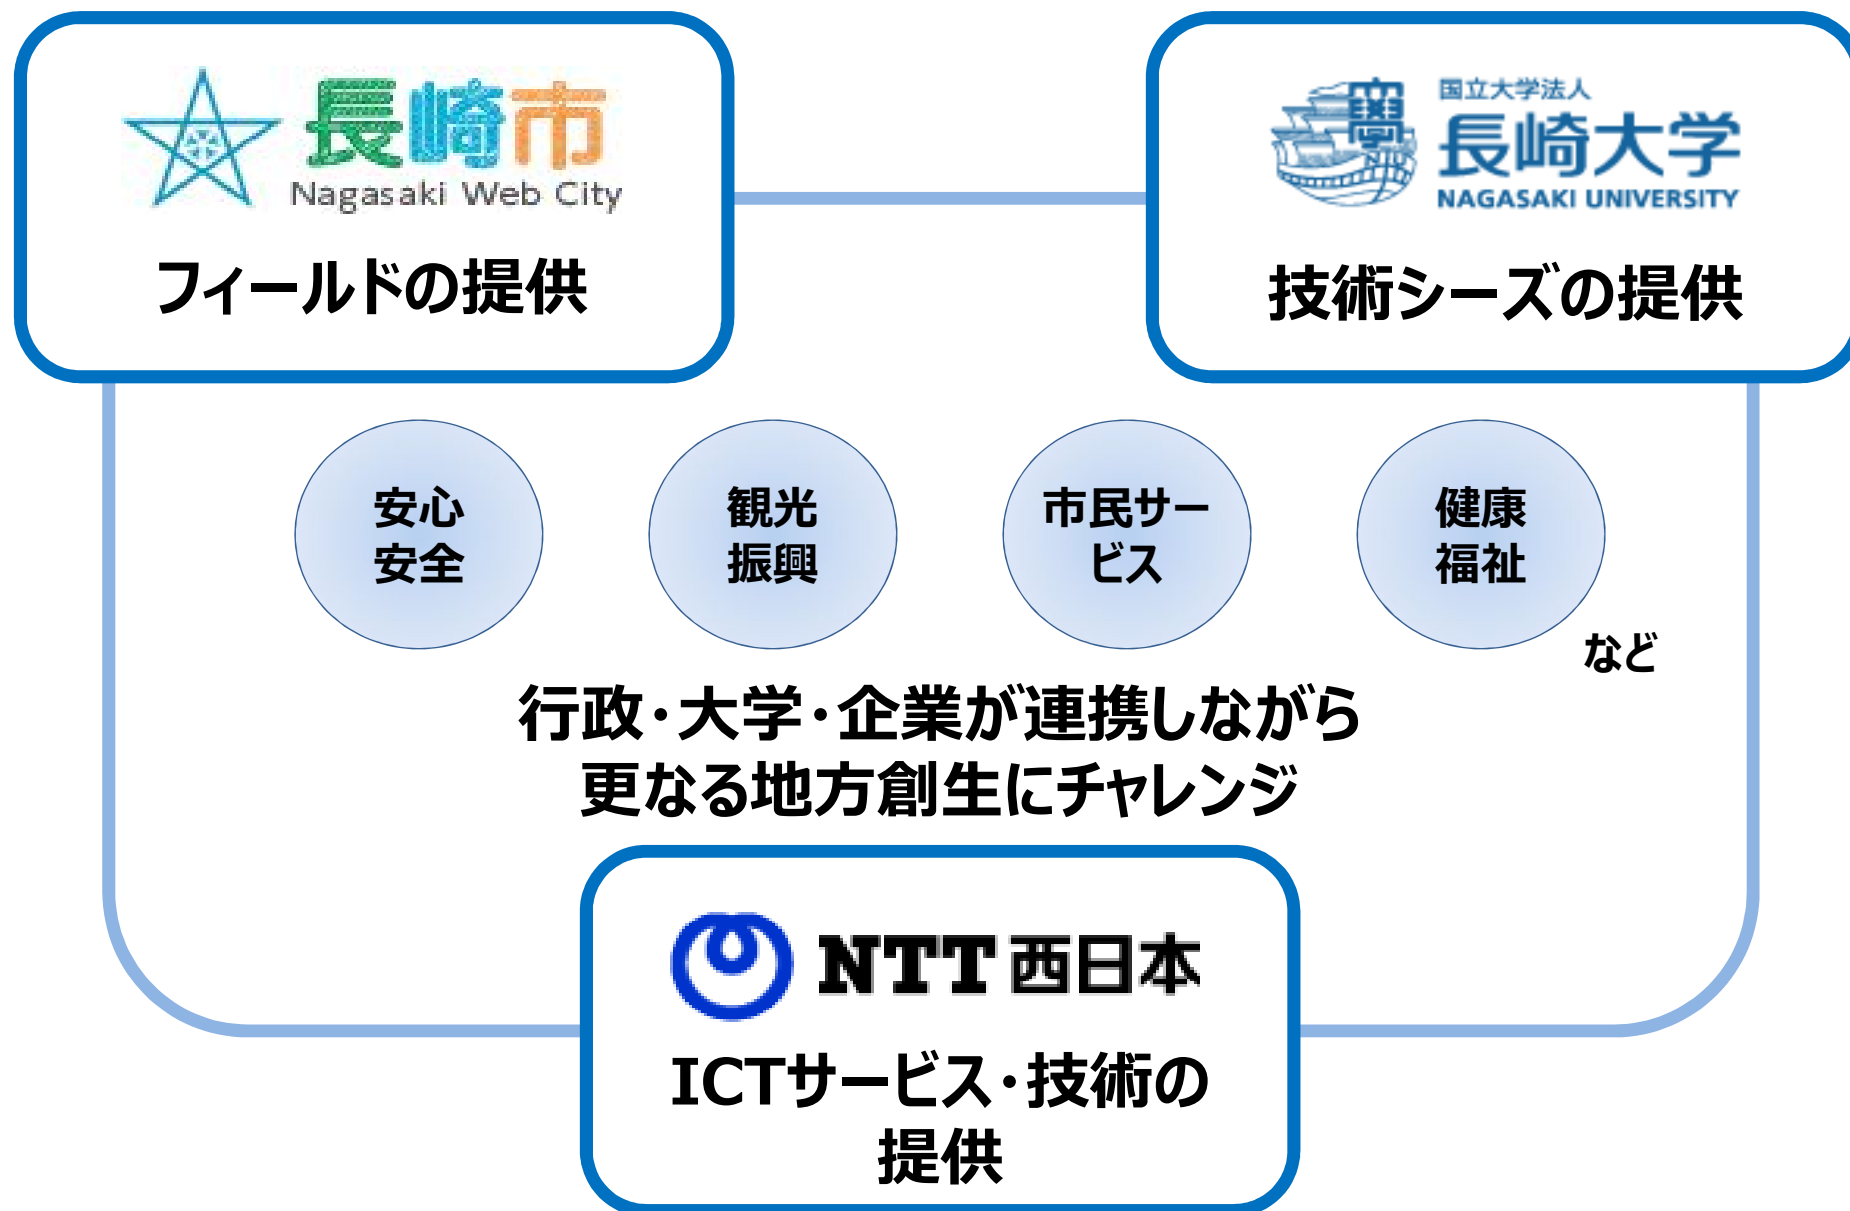 長崎市
Nagasaki Web City
フィールドの提供
国立大学法人
長崎大学
NAGASAKI UNIVERSITY
技術シーズの提供
安心
安全
観光
振興
市民サー
ビス
健康
福祉
など
行政・大学・企業が連携しながら
更なる地方創生にチャレンジ
NTT西日本
ICTサービス・技術の
提供